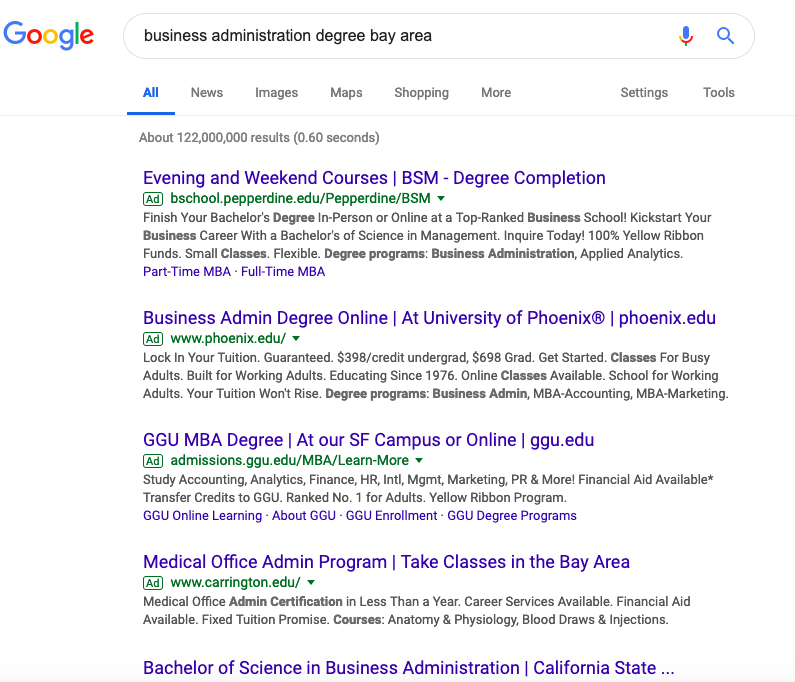 Google
business administration degree bay area
All News Images Maps Shopping More Settings Tools
About 122,000,000 results (0.60 seconds)
Evening and Weekend Courses | BSM - Degree Completion
Ad bschool.pepperdine.edu/Pepperdine/BSM
Finish Your Bachelor's Degree In-Person or Online at a Top-Ranked Business School! Kickstart Your
Business Career With a Bachelor's of Science in Management. Inquire Today! 100% Yellow Ribbon
Funds. Small Classes. Flexible. Degree programs: Business Administration, Applied Analytics.
Part-Time MBA · Full-Time MBA
Business Admin Degree Online | At University of Phoenix® | phoenix.edu
Ad www.phoenix.edu/
Lock In Your Tuition. Guaranteed. $398/credit undergrad, $698 Grad. Get Started. Classes For Busy
Adults. Built for Working Adults. Educating Since 1976. Online Classes Available. School for Working
Adults. Your Tuition Won't Rise. Degree programs: Business Admin, MBA-Accounting, MBA-Marketing.
GGU MBA Degree | At our SF Campus or Online | ggu.edu
Ad admissions.ggu.edu/MBA/Learn-More
Study Accounting, Analytics, Finance, HR, Intl, Mgmt, Marketing, PR & More! Financial Aid Available*
Transfer Credits to GGU. Ranked No. 1 for Adults. Yellow Ribbon Program.
GGU Online Learning · About GGU · GGU Enrollment · GGU Degree Programs
Medical Office Admin Program | Take Classes in the Bay Area
Ad www.carrington.edu/
Medical Office Admin Certification in Less Than a Year. Career Services Available. Financial Aid
Available. Fixed Tuition Promise. Courses: Anatomy & Physiology, Blood Draws & Injections.
Bachelor of Science in Business Administration | California State ...